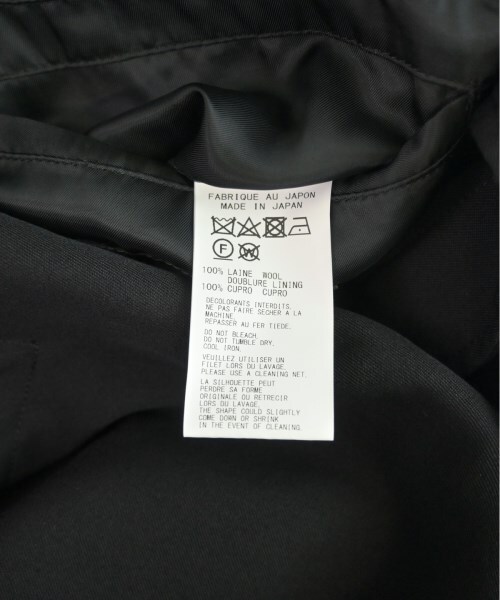 FABRIQUE AU JAPON
MADE IN JAPAN
F W
100% LAINE WOOL
DOUBLURE LINING
100% CUPRO CUPRO
DÉCOLORANTS INTERDITS.
NE PAS FAIRE SÉCHER A LA
MACHINE.
REPASSER AU FER TIEDE.
DO NOT BLEACH.
DO NOT TUMBLE DRY.
COOL IRON.
VEUILLEZ UTILISER UN
FILET LORS DU LAVAGE.
PLEASE USE A CLEANING NET.
LA SILHOUETTE PEUT
PERDRE SA FORME
ORIGINALE OU RETRECIR
LORS DU LAVAGE.
THE SHAPE COULD SLIGHTLY
COME DOWN OR SHRINK
IN THE EVENT OF CLEANING.